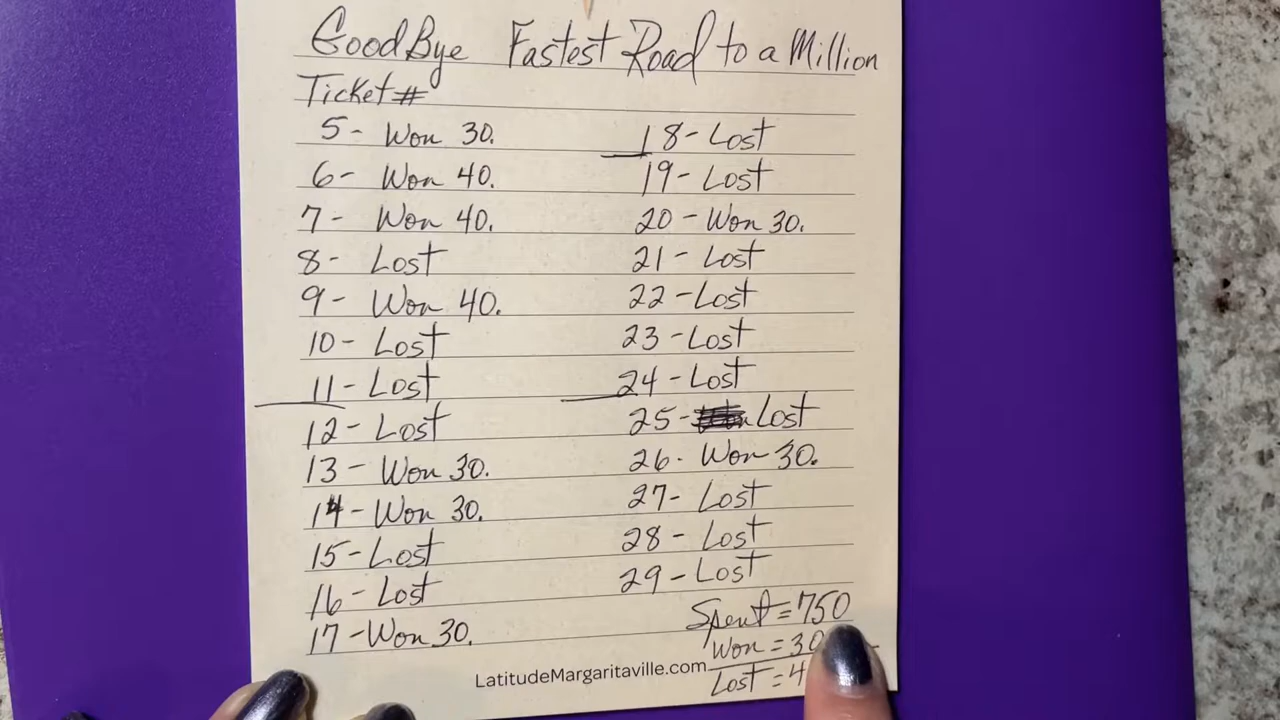 GoodBye Fastest Road to a Million
Ticket #
5- Won 30.
6- Won 40.
7- Won 40.
8- Lost
9- Won 40.
10- Lost
11- Lost
12- Lost
13- Won 30.
14- Won 30.
15- Lost
16- Lost
17- Won 30.
18- Lost
19- Lost
20- Won 30.
21- Lost
22- Lost
23- Lost
24- Lost
25- Lost
26- Won 30.
27- Lost
28- Lost
29- Lost
Spent = 750
Won =
Lost =
LatitudeMargaritaville.com